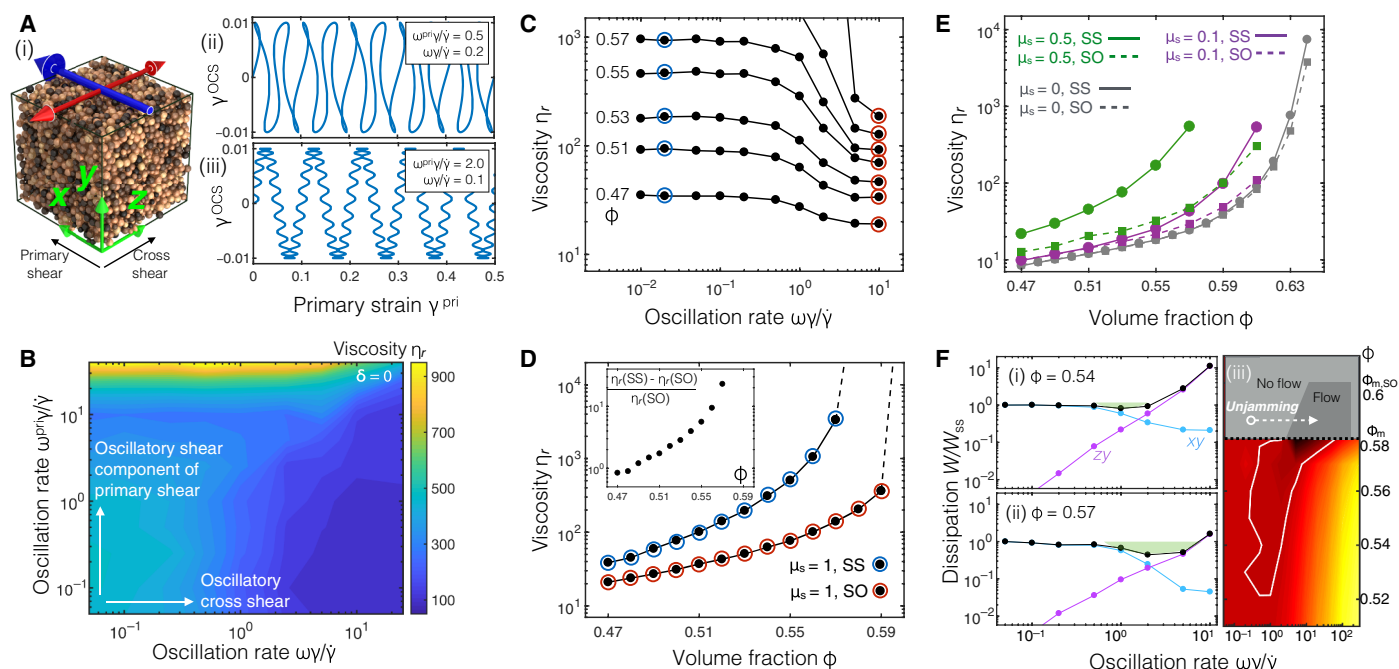 A
(i)
y
x
z
Primary
shear
Cross
shear
(ii)
γ^OCS
0.01
0
−0.01
ω^pri γ/γ̇ = 0.5
ωγ/γ̇ = 0.2
(iii)
γ^OCS
0.01
0
−0.01
ω^pri γ/γ̇ = 2.0
ωγ/γ̇ = 0.1
0 0.1 0.2 0.3 0.4 0.5
Primary strain γ^pri
B
Viscosity η_r
δ = 0
Oscillation rate ω^pri γ/γ̇
10^1
10^0
10^−1
Oscillatory shear
component of
primary shear
Oscillatory
cross shear
10^−1 10^0 10^1
Oscillation rate ωγ/γ̇
900
700
500
300
100
C
Viscosity η_r
10^3
10^2
10^1
0.57
0.55
0.53
0.51
0.47
ϕ
10^−2 10^−1 10^0 10^1
Oscillation rate ωγ/γ̇
D
Viscosity η_r
10^4
10^3
10^2
10^1
η_r(SS) - η_r(SO)
η_r(SO)
10^1
10^0
0.47 0.51 0.55 0.59
ϕ
μ_s = 1, SS
μ_s = 1, SO
0.47 0.51 0.55 0.59
Volume fraction ϕ
E
Viscosity η_r
10^4
10^3
10^2
10^1
μ_s = 0.5, SS
μ_s = 0.5, SO
μ_s = 0.1, SS
μ_s = 0.1, SO
μ_s = 0, SS
μ_s = 0, SO
0.47 0.51 0.55 0.59 0.63
Volume fraction ϕ
F
Dissipation W/W_SS
(i) ϕ = 0.54
10^1
10^0
10^−1
10^−2
zy
xy
(ii) ϕ = 0.57
10^1
10^0
10^−1
10^−2
10^−1 10^0 10^1
(iii)
No flow
Flow
Unjamming
ϕ
ϕ_m,SO
0.6
ϕ_m
0.58
0.56
0.54
0.52
10^−1 10^0 10^1 10^2
Oscillation rate ωγ/γ̇